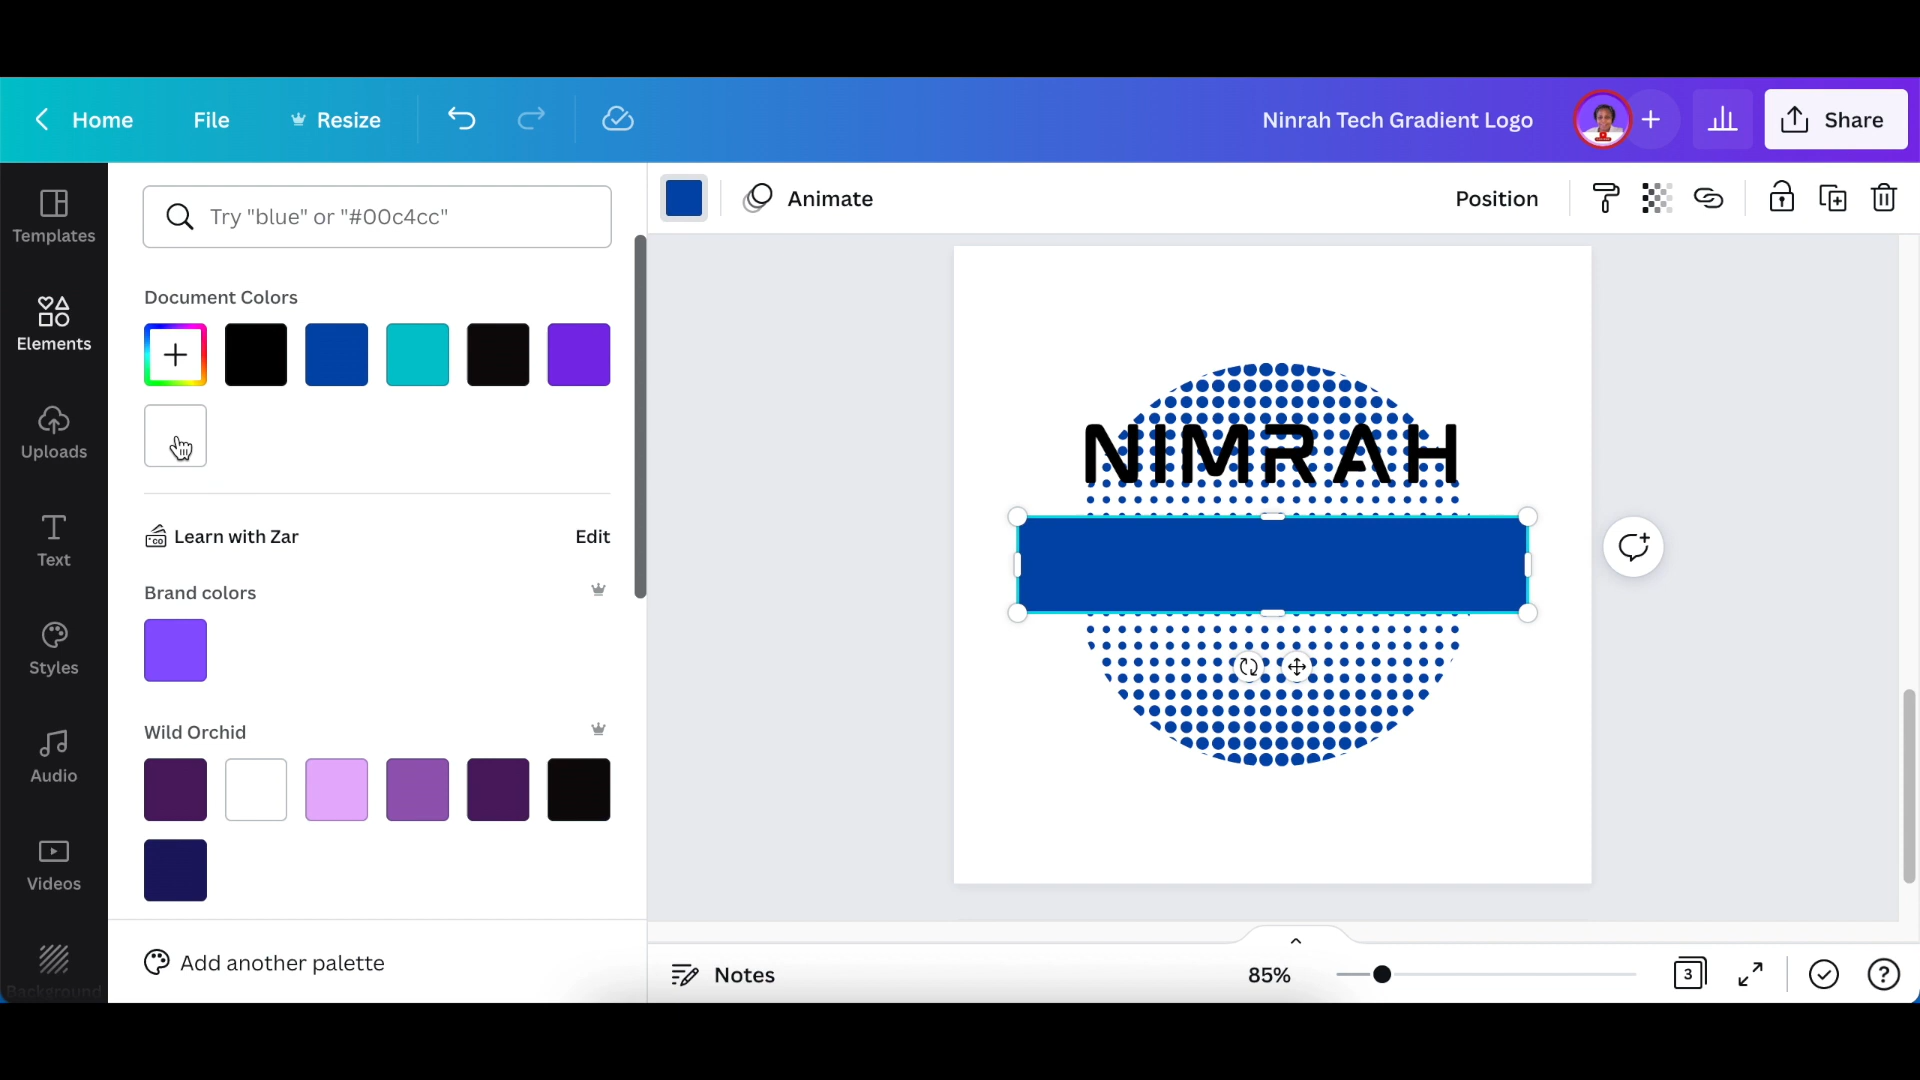 Home File Resize Ninrah Tech Gradient Logo Share
Try "blue" or "#00c4cc"
Animate Position
Templates
Document Colors
Elements
Uploads
NIMRAH
Learn with Zar Edit
Text
Brand colors
Styles
Wild Orchid
Audio
Videos
Add another palette
Background
Notes 85% 3